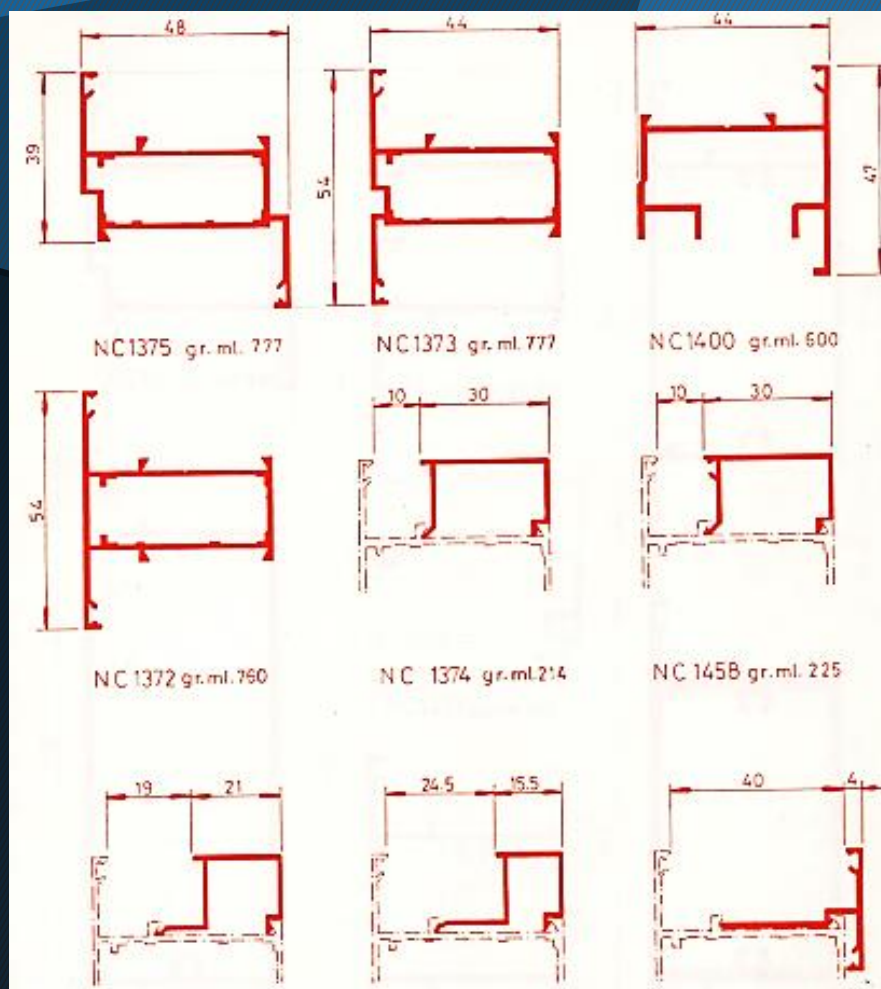 48
44
44
39
54
47
NC1375 gr. ml. 777
NC1373 gr. ml. 777
NC1400 gr. ml. 600
54
10 30
10 30
NC 1372 gr. ml. 760
NC 1374 gr. ml. 214
NC 1458 gr. ml. 225
19 21
24.5 15.5
40 4